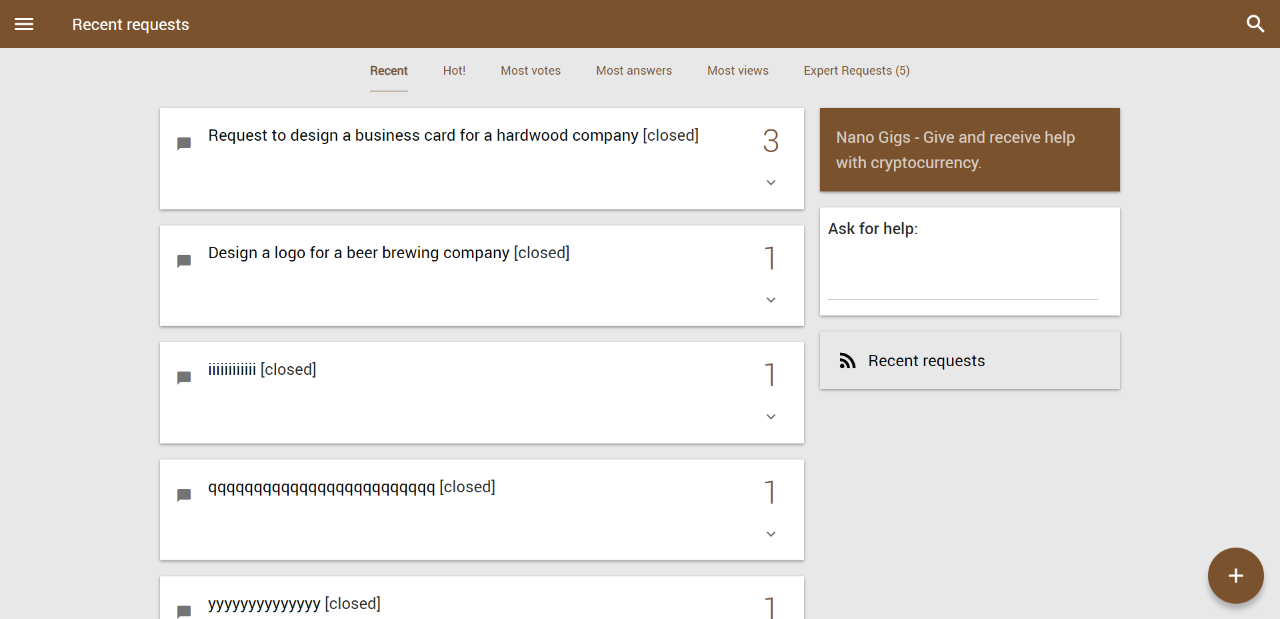 Recent requests
Recent Hot! Most votes Most answers Most views Expert Requests (5)
Request to design a business card for a hardwood company [closed]
3
Design a logo for a beer brewing company [closed]
1
iiiiiiiiiiii [closed]
1
qqqqqqqqqqqqqqqqqqqqqqqqq [closed]
1
yyyyyyyyyyyyyy [closed]
1
Nano Gigs - Give and receive help
with cryptocurrency.
Ask for help:
Recent requests